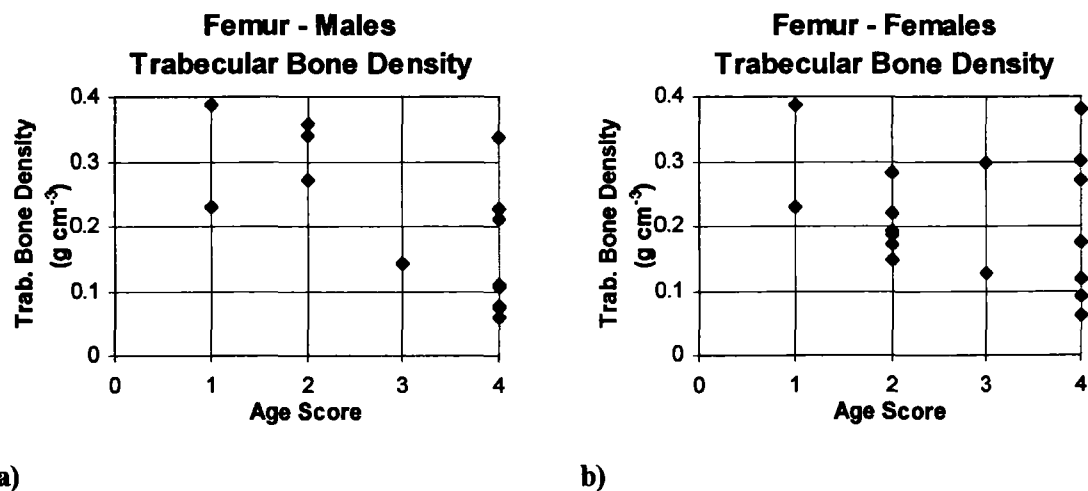 Femur - Males
Trabecular Bone Density
Trab. Bone Density
(g cm⁻³)
0.4
0.3
0.2
0.1
0
0 1 2 3 4
Age Score
a)
Femur - Females
Trabecular Bone Density
Trab. Bone Density
(g cm⁻³)
0.4
0.3
0.2
0.1
0
0 1 2 3 4
Age Score
b)